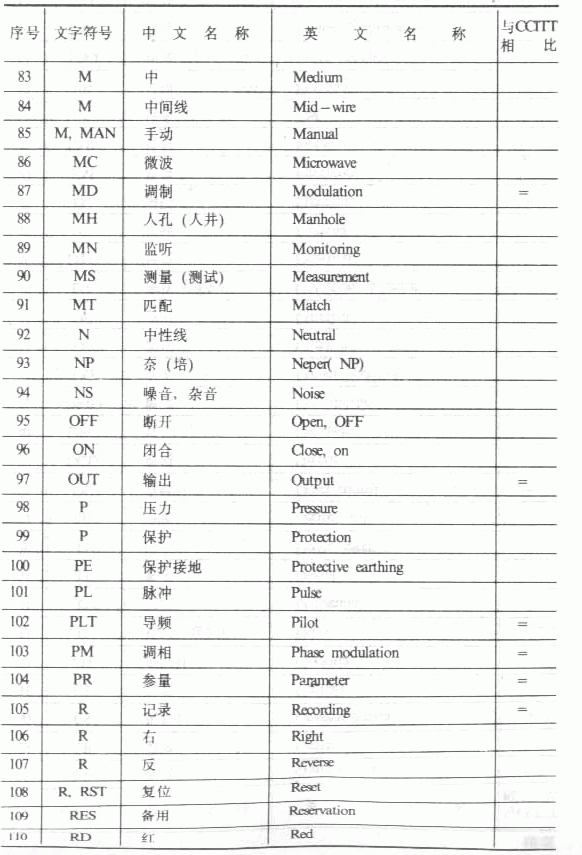 序号 文字符号 中文名称 英文名称 与CCITT相比
83 M 中 Medium
84 M 中间线 Mid-wire
85 M, MAN 手动 Manual
86 MC 微波 Microwave
87 MD 调制 Modulation =
88 MH 人孔 (人井) Manhole
89 MN 监听 Monitoring
90 MS 测量 (测试) Measurement
91 MT 匹配 Match
92 N 中性线 Neutral
93 NP 奈 (培) Neper( NP)
94 NS 噪音, 杂音 Noise
95 OFF 断开 Open, OFF
96 ON 闭合 Close, on
97 OUT 输出 Output =
98 P 压力 Pressure
99 P 保护 Protection
100 PE 保护接地 Protective earthing
101 PL 脉冲 Pulse
102 PLT 导频 Pilot =
103 PM 调相 Phase modulation =
104 PR 参量 Parameter =
105 R 记录 Recording =
106 R 右 Right
107 R 反 Reverse
108 R, RST 复位 Reset
109 RES 备用 Reservation
110 RD 红 Red